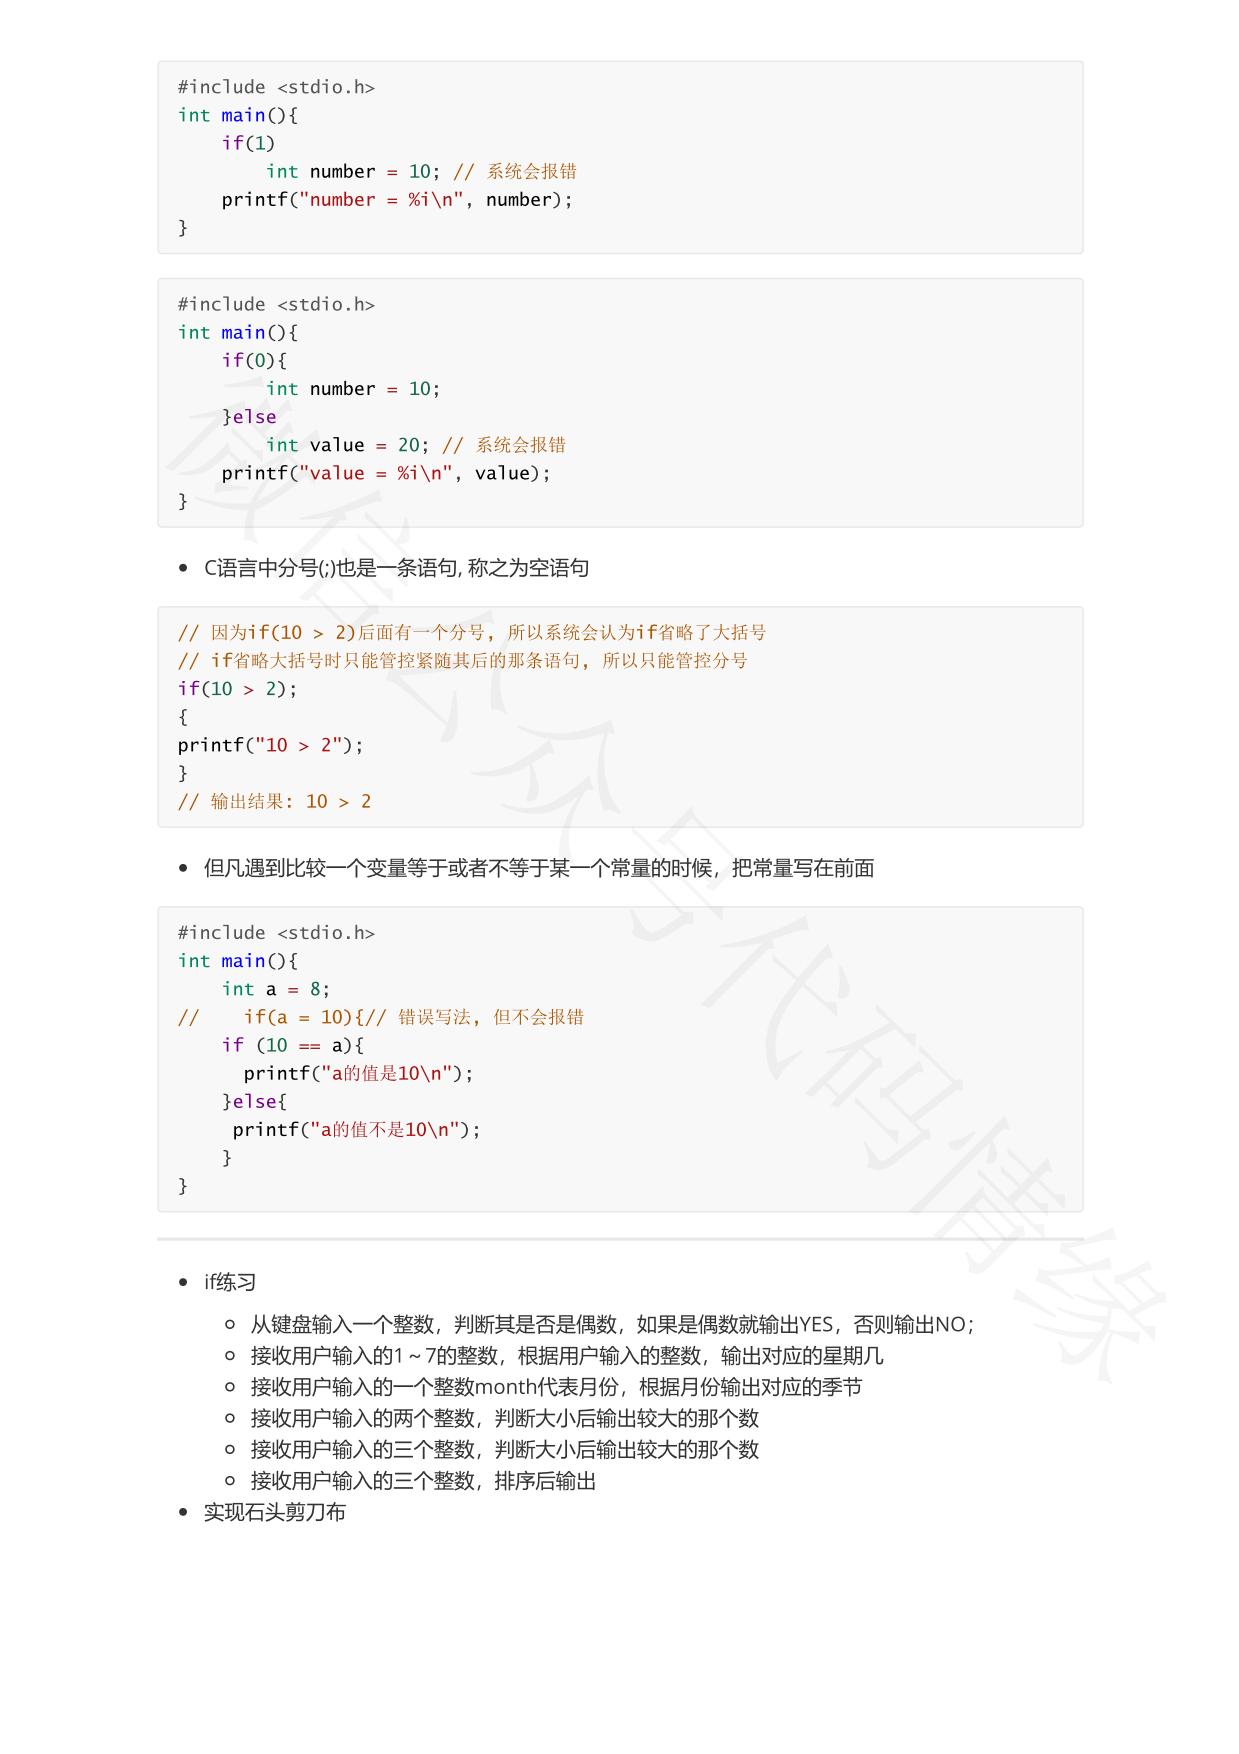 #include <stdio.h>
int main(){
    if(1)
        int number = 10; // 系统会报错
    printf("number = %i\n", number);
}
#include <stdio.h>
int main(){
    if(0){
        int number = 10;
    }else
        int value = 20; // 系统会报错
    printf("value = %i\n", value);
}
• C语言中分号(;)也是一条语句, 称之为空语句
// 因为if(10 > 2)后面有一个分号, 所以系统会认为if省略了大括号
// if省略大括号时只能管控紧随其后的那条语句, 所以只能管控分号
if(10 > 2);
{
printf("10 > 2");
}
// 输出结果: 10 > 2
• 但凡遇到比较一个变量等于或者不等于某一个常量的时候，把常量写在前面
#include <stdio.h>
int main(){
    int a = 8;
//    if(a = 10){// 错误写法, 但不会报错
    if (10 == a){
      printf("a的值是10\n");
    }else{
     printf("a的值不是10\n");
    }
}
• if练习
○ 从键盘输入一个整数，判断其是否是偶数，如果是偶数就输出YES，否则输出NO；
○ 接收用户输入的1～7的整数，根据用户输入的整数，输出对应的星期几
○ 接收用户输入的一个整数month代表月份，根据月份输出对应的季节
○ 接收用户输入的两个整数，判断大小后输出较大的那个数
○ 接收用户输入的三个整数，判断大小后输出较大的那个数
○ 接收用户输入的三个整数，排序后输出
• 实现石头剪刀布
微信公众号代码情缘